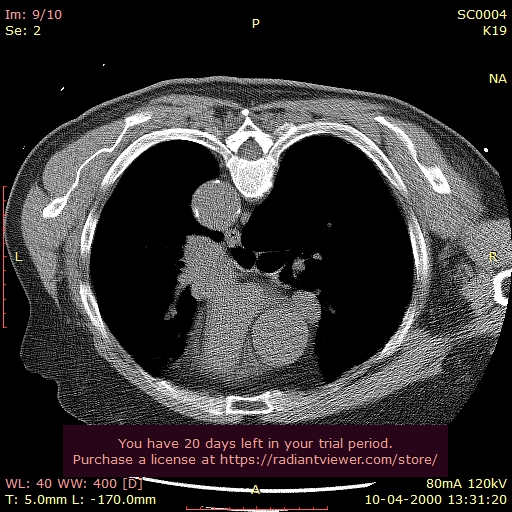 Im: 9/10
Se: 2
P
SC0004
K19
NA
L
R
You have 20 days left in your trial period.
Purchase a license at https://radiantviewer.com/store/
WL: 40 WW: 400 [D]
T: 5.0mm L: -170.0mm
A
80mA 120kV
10-04-2000 13:31:20